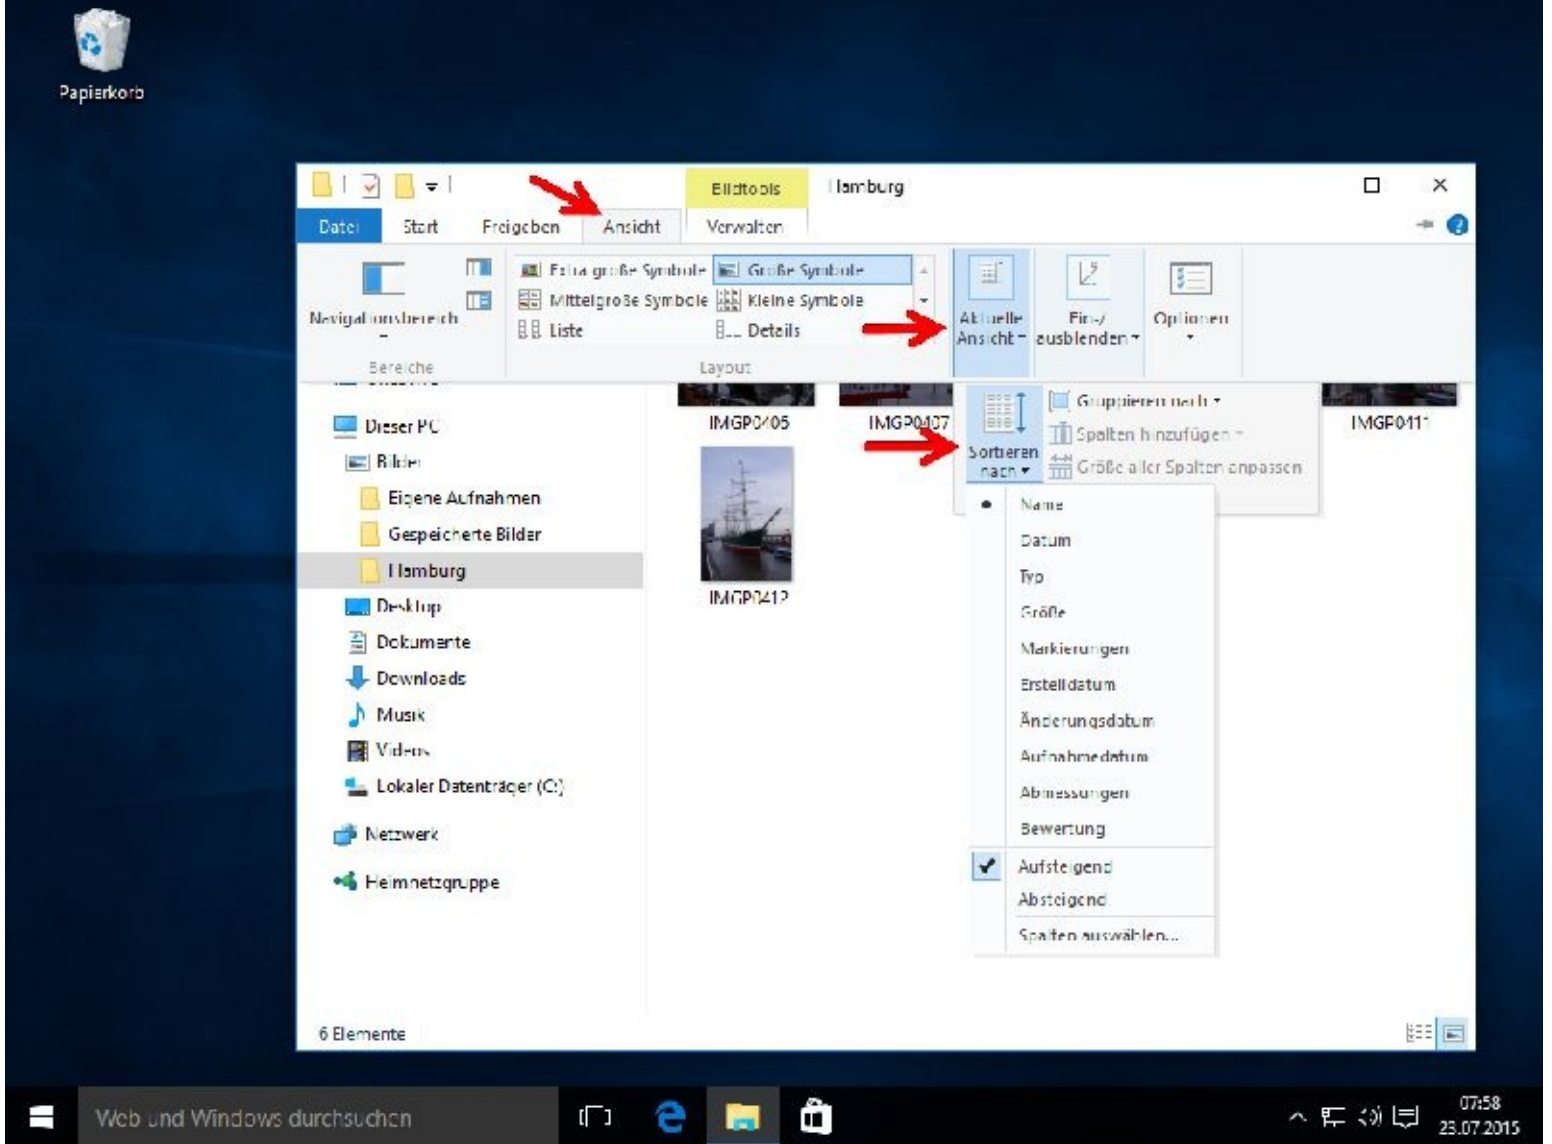 Papierkorb
Bildtools
Hamburg
Datei Start Freigeben Ansicht Verwalten
Extra große Symbole Große Symbole
Mittelgroße Symbole Kleine Symbole
Liste Details
Navigationsbereich
Aktuelle Ansicht
Ein-/ausblenden
Optionen
Bereiche
Layout
IMGP0405
IMGP0407
IMGP0411
IMGP0412
Dieser PC
Bilder
Eigene Aufnahmen
Gespeicherte Bilder
Hamburg
Desktop
Dokumente
Downloads
Musik
Videos
Lokaler Datenträger (C:)
Netzwerk
Heimnetzgruppe
Sortieren nach
Gruppieren nach
Spalten hinzufügen
Größe aller Spalten anpassen
Name
Datum
Typ
Größe
Markierungen
Erstelldatum
Änderungsdatum
Aufnahmedatum
Abmessungen
Bewertung
Aufsteigend
Absteigend
Spalten auswählen...
6 Elemente
Web und Windows durchsuchen
07:58
23.07.2015